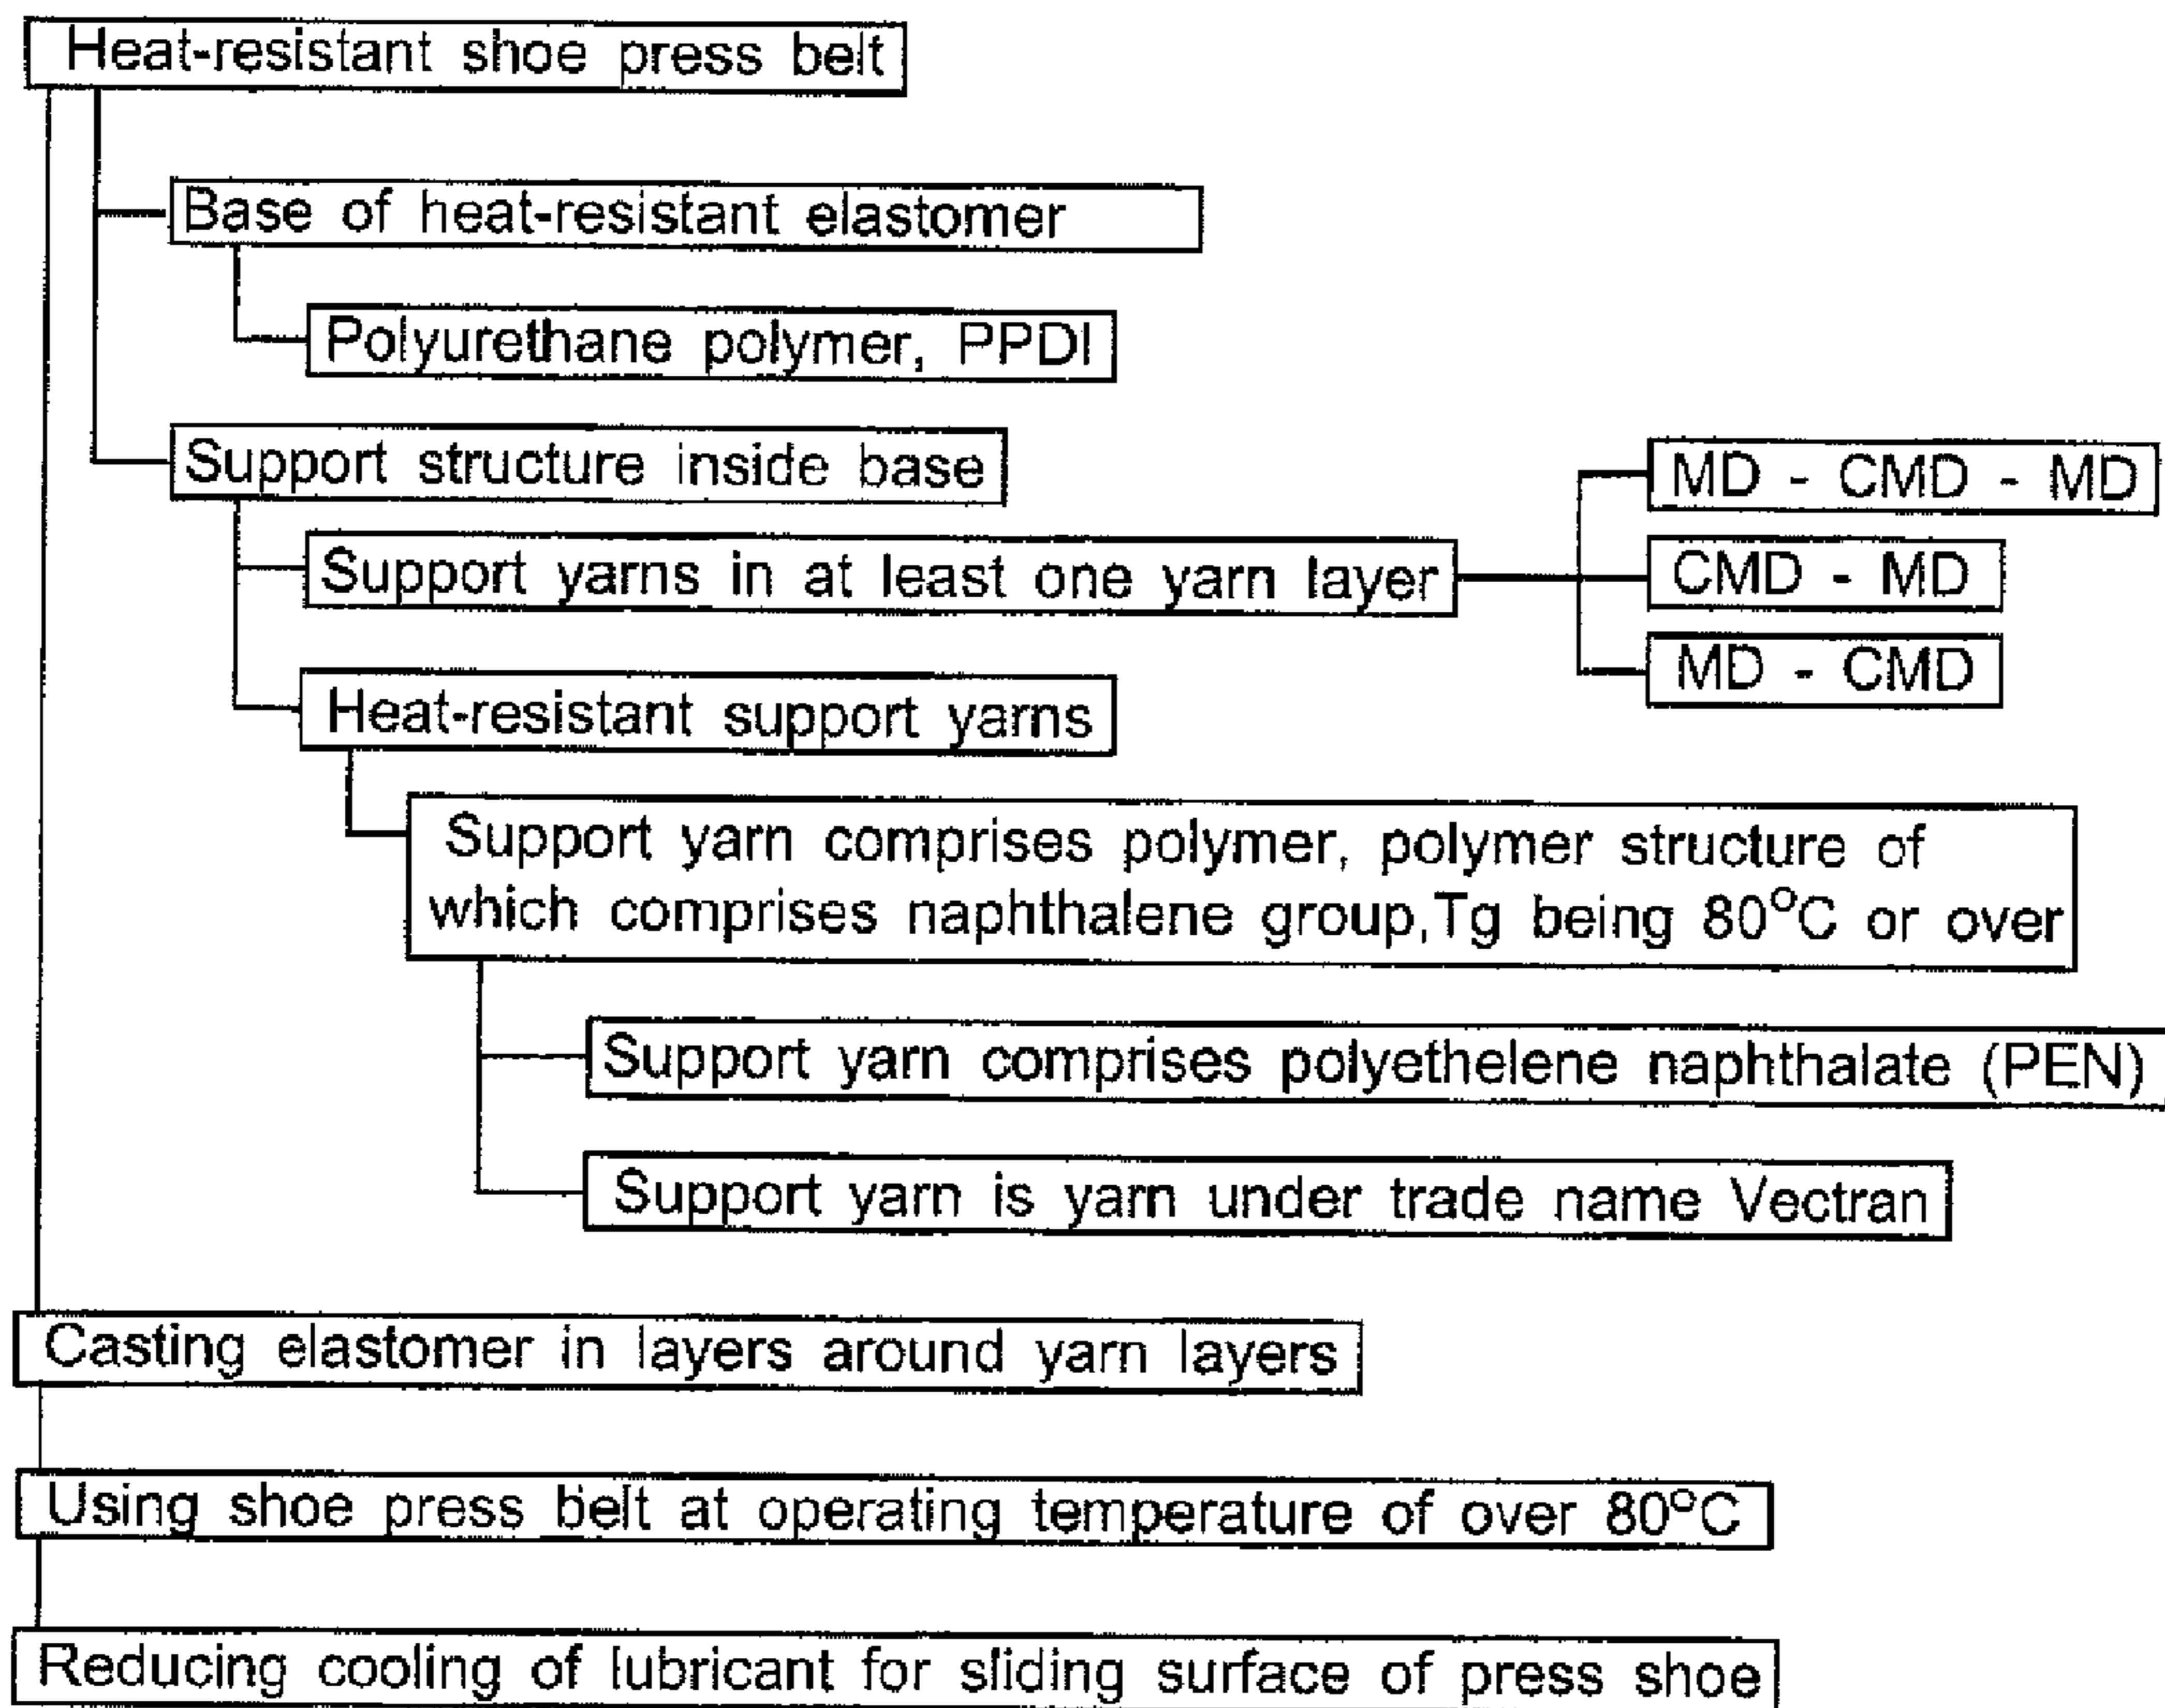 Heat-resistant shoe press belt
Base of heat-resistant elastomer
Polyurethane polymer, PPDI
Support structure inside base
MD - CMD - MD
Support yarns in at least one yarn layer
CMD - MD
MD - CMD
Heat-resistant support yarns
Support yarn comprises polymer, polymer structure of
which comprises naphthalene group,Tg being 80°C or over
Support yarn comprises polyethelene naphthalate (PEN)
Support yarn is yarn under trade name Vectran
Casting elastomer in layers around yarn layers
Using shoe press belt at operating temperature of over 80°C
Reducing cooling of lubricant for sliding surface of press shoe